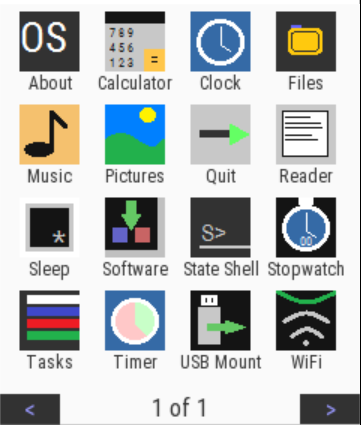 OS
789
456
123 =
About Calculator Clock Files
Music Pictures Quit Reader
*
S>_
00
Sleep Software State Shell Stopwatch
Tasks Timer USB Mount WiFi
< 1 of 1 >